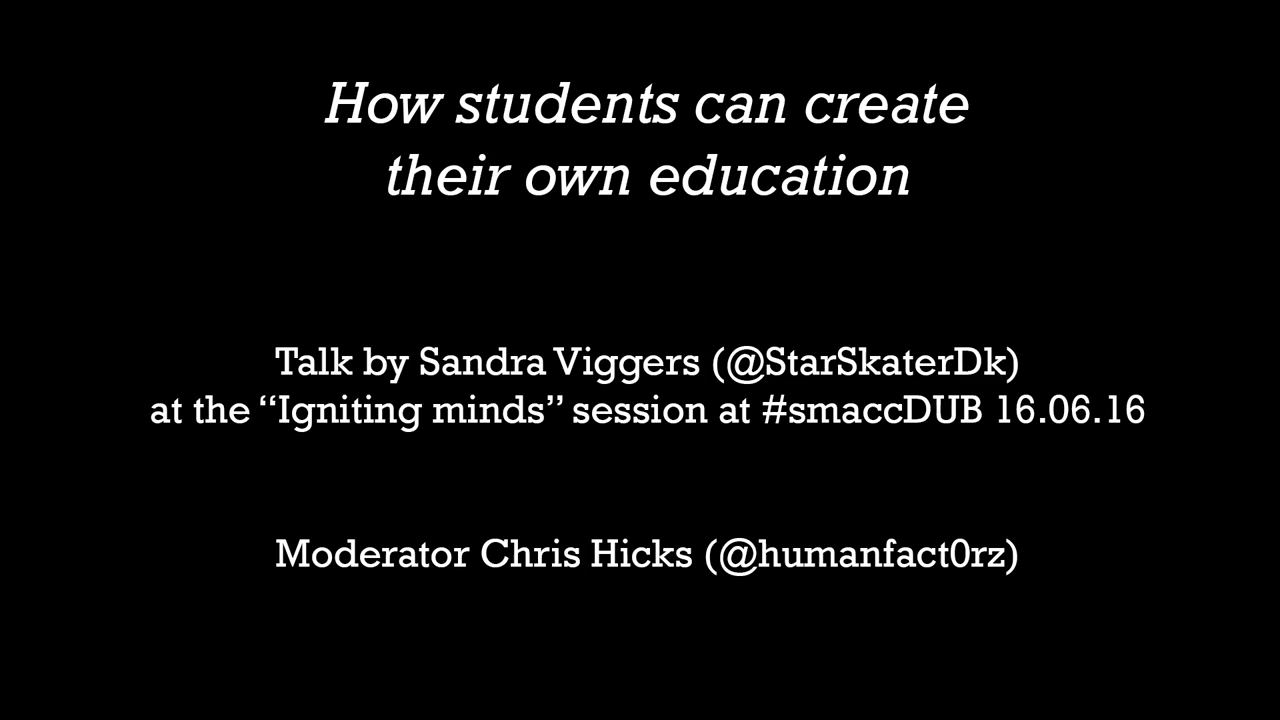 How students can create
their own education
Talk by Sandra Viggers (@StarSkaterDk)
at the “Igniting minds” session at #smaccDUB 16.06.16
Moderator Chris Hicks (@humanfact0rz)